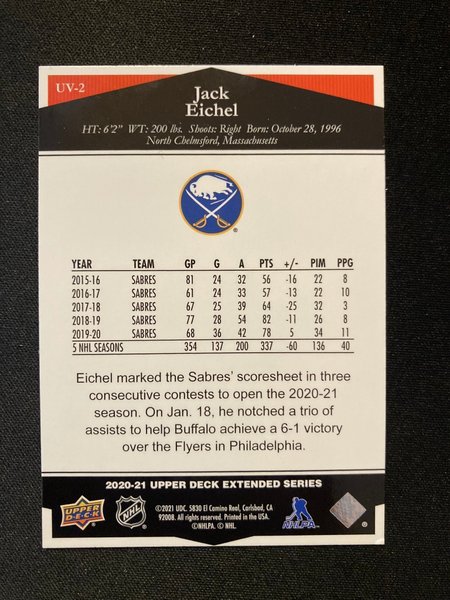 UV-2
Jack
Eichel
HT: 6'2" WT: 200 lbs. Shoots: Right Born: October 28, 1996
North Chelmsford, Massachusetts
®
YEAR TEAM GP G A PTS +/- PIM PPG
2015-16 SABRES 81 24 32 56 -16 22 8
2016-17 SABRES 61 24 33 57 -13 22 10
2017-18 SABRES 67 25 39 64 -25 32 3
2018-19 SABRES 77 28 54 82 -11 26 8
2019-20 SABRES 68 36 42 78 5 34 11
5 NHL SEASONS 354 137 200 337 -60 136 40
Eichel marked the Sabres' scoresheet in three
consecutive contests to open the 2020-21
season. On Jan. 18, he notched a trio of
assists to help Buffalo achieve a 6-1 victory
over the Flyers in Philadelphia.
2020-21 UPPER DECK EXTENDED SERIES
UPPER DECK
NHL
©2021 UDC. 5830 El Camino Real, Carlsbad, CA
92008. All rights reserved. Printed in the USA.
©NHLPA. © NHL.
NHLPA
®